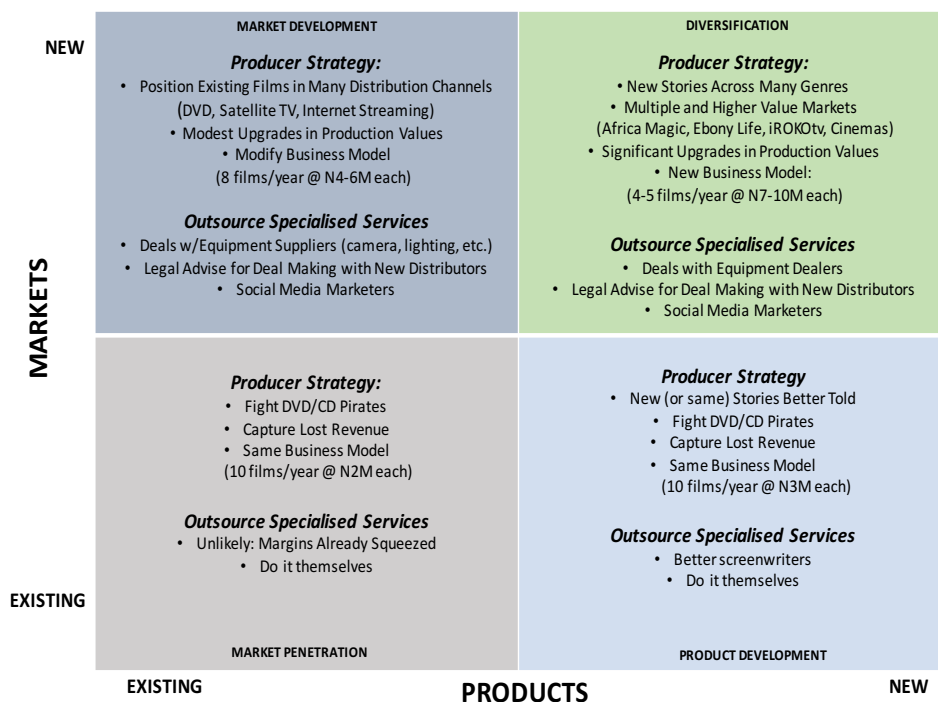 NEW
MARKET DEVELOPMENT
Producer Strategy:
• Position Existing Films in Many Distribution Channels
(DVD, Satellite TV, Internet Streaming)
• Modest Upgrades in Production Values
• Modify Business Model
(8 films/year @ N4-6M each)
Outsource Specialised Services
• Deals w/Equipment Suppliers (camera, lighting, etc.)
• Legal Advise for Deal Making with New Distributors
• Social Media Marketers
DIVERSIFICATION
Producer Strategy:
• New Stories Across Many Genres
• Multiple and Higher Value Markets
(Africa Magic, Ebony Life, iROKOtv, Cinemas)
• Significant Upgrades in Production Values
• New Business Model:
(4-5 films/year @ N7-10M each)
Outsource Specialised Services
• Deals with Equipment Dealers
• Legal Advise for Deal Making with New Distributors
• Social Media Marketers
MARKETS
Producer Strategy:
• Fight DVD/CD Pirates
• Capture Lost Revenue
• Same Business Model
(10 films/year @ N2M each)
Outsource Specialised Services
• Unlikely: Margins Already Squeezed
• Do it themselves
MARKET PENETRATION
Producer Strategy
• New (or same) Stories Better Told
• Fight DVD/CD Pirates
• Capture Lost Revenue
• Same Business Model
(10 films/year @ N3M each)
Outsource Specialised Services
• Better screenwriters
• Do it themselves
PRODUCT DEVELOPMENT
EXISTING
EXISTING
PRODUCTS
NEW